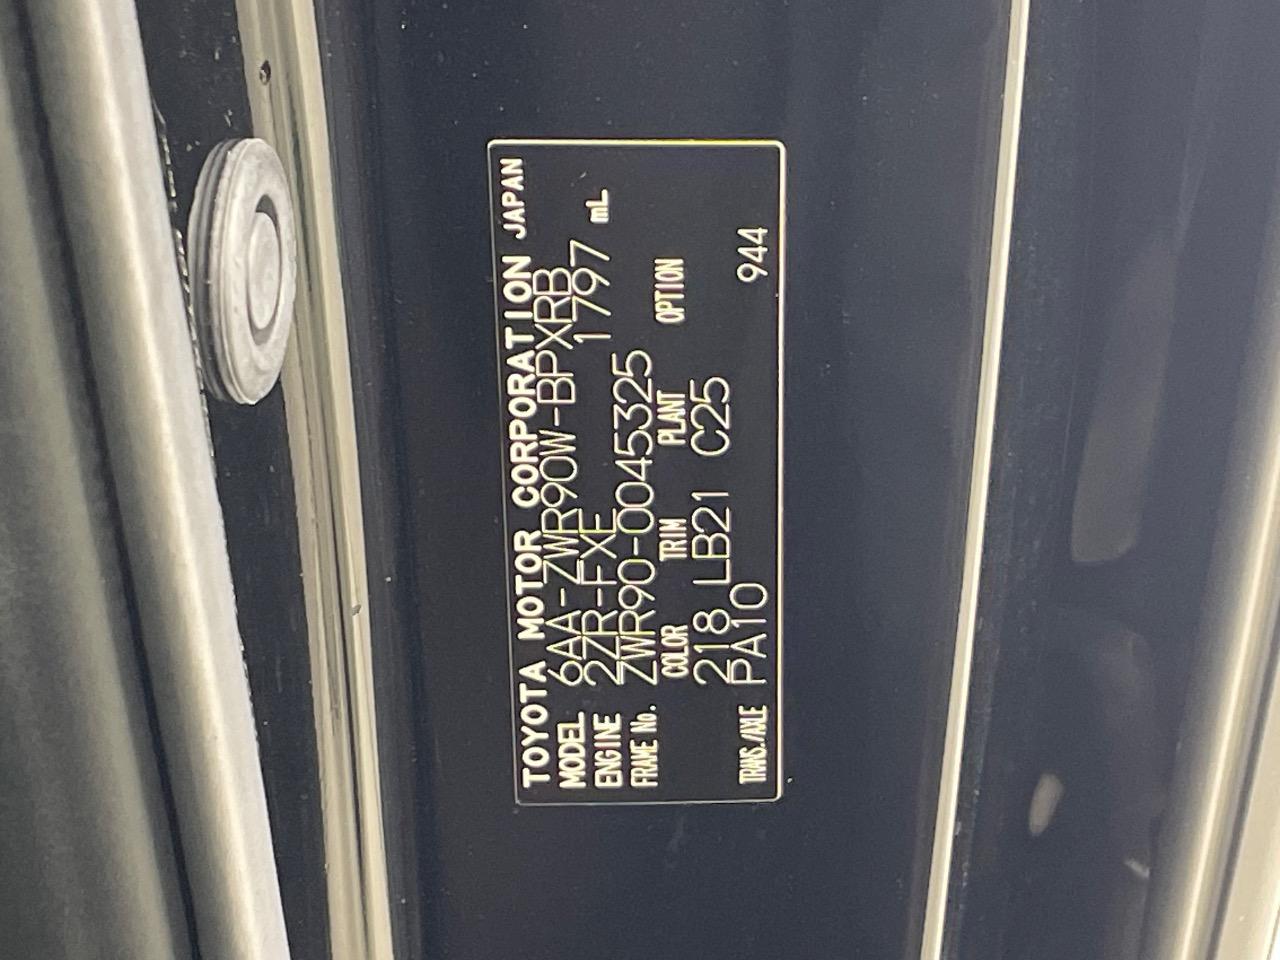 TOYOTA MOTOR CORPORATION JAPAN
MODEL 6AA-ZWR90W-BPXRB
ENGINE 2ZR-FXE 1797 mL
FRAME No. ZWR90-0045325
COLOR TRIM PLANT OPTION
218 LB21 C25
TRANS./AXLE PA10 944